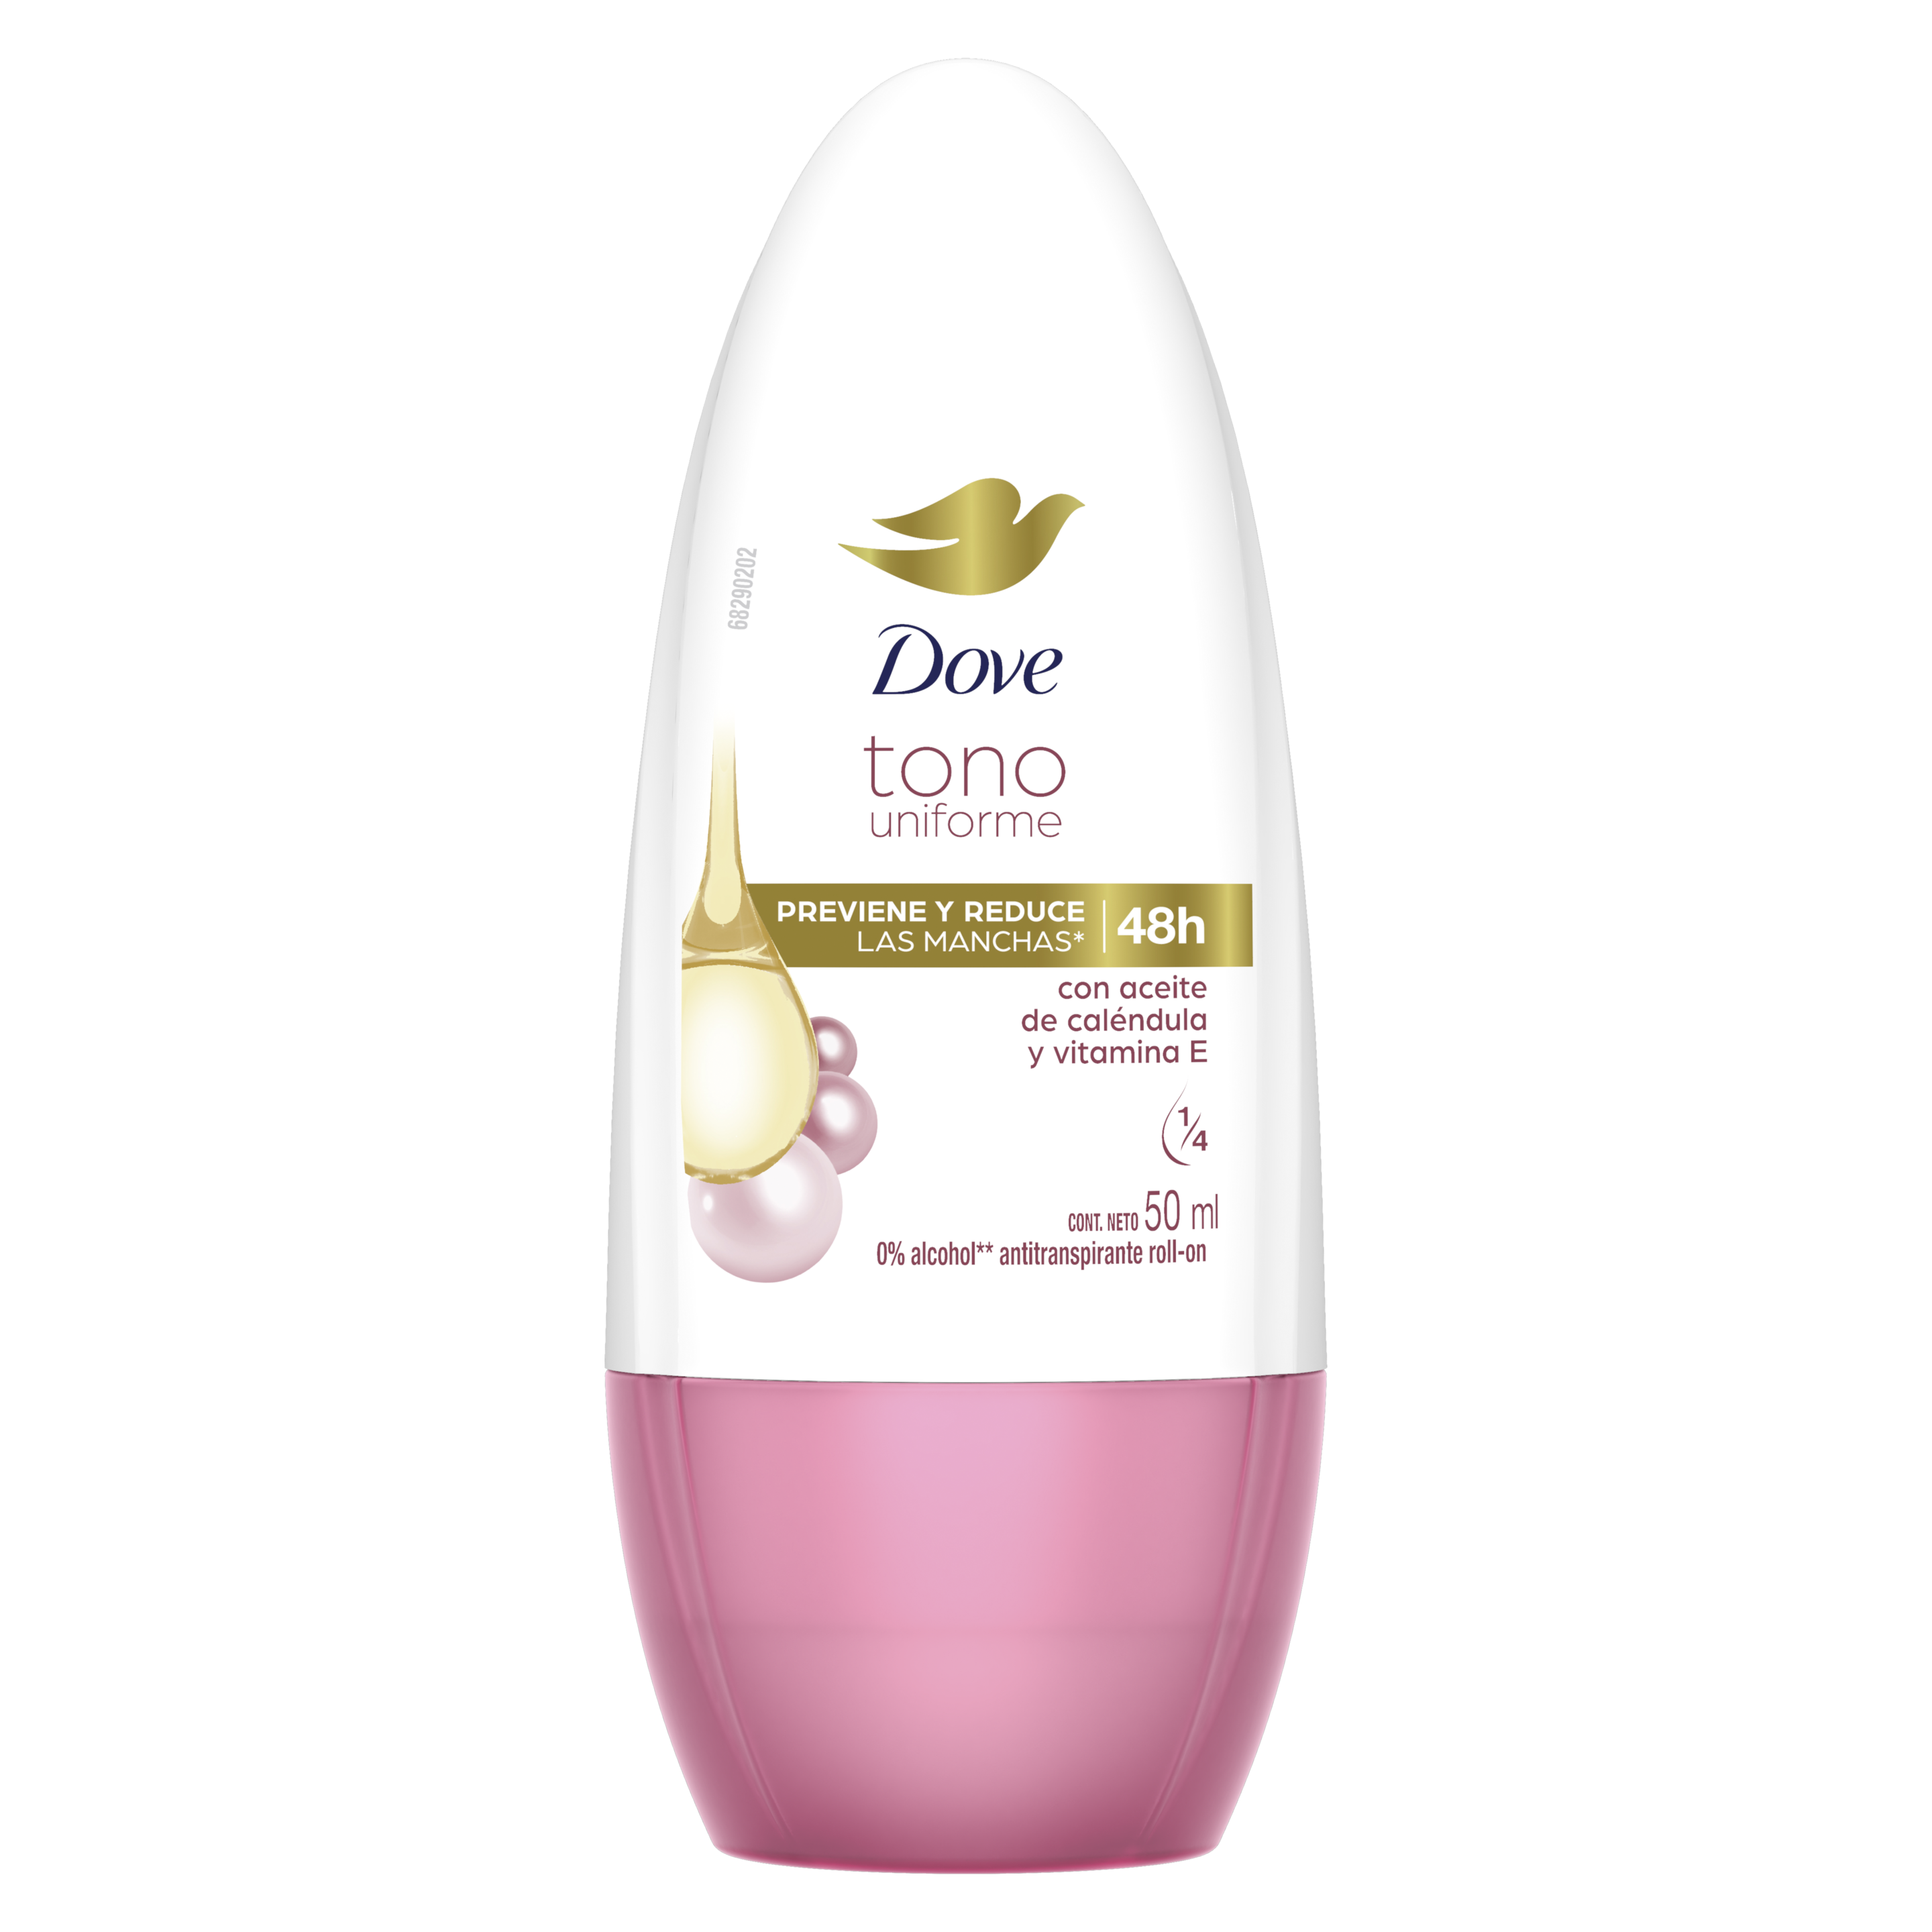 68290202
Dove
tono
uniforme
PREVIENE Y REDUCE
LAS MANCHAS*
48h
con aceite
de caléndula
y vitamina E
1/4
CONT. NETO 50 ml
0% alcohol** antitranspirante roll-on